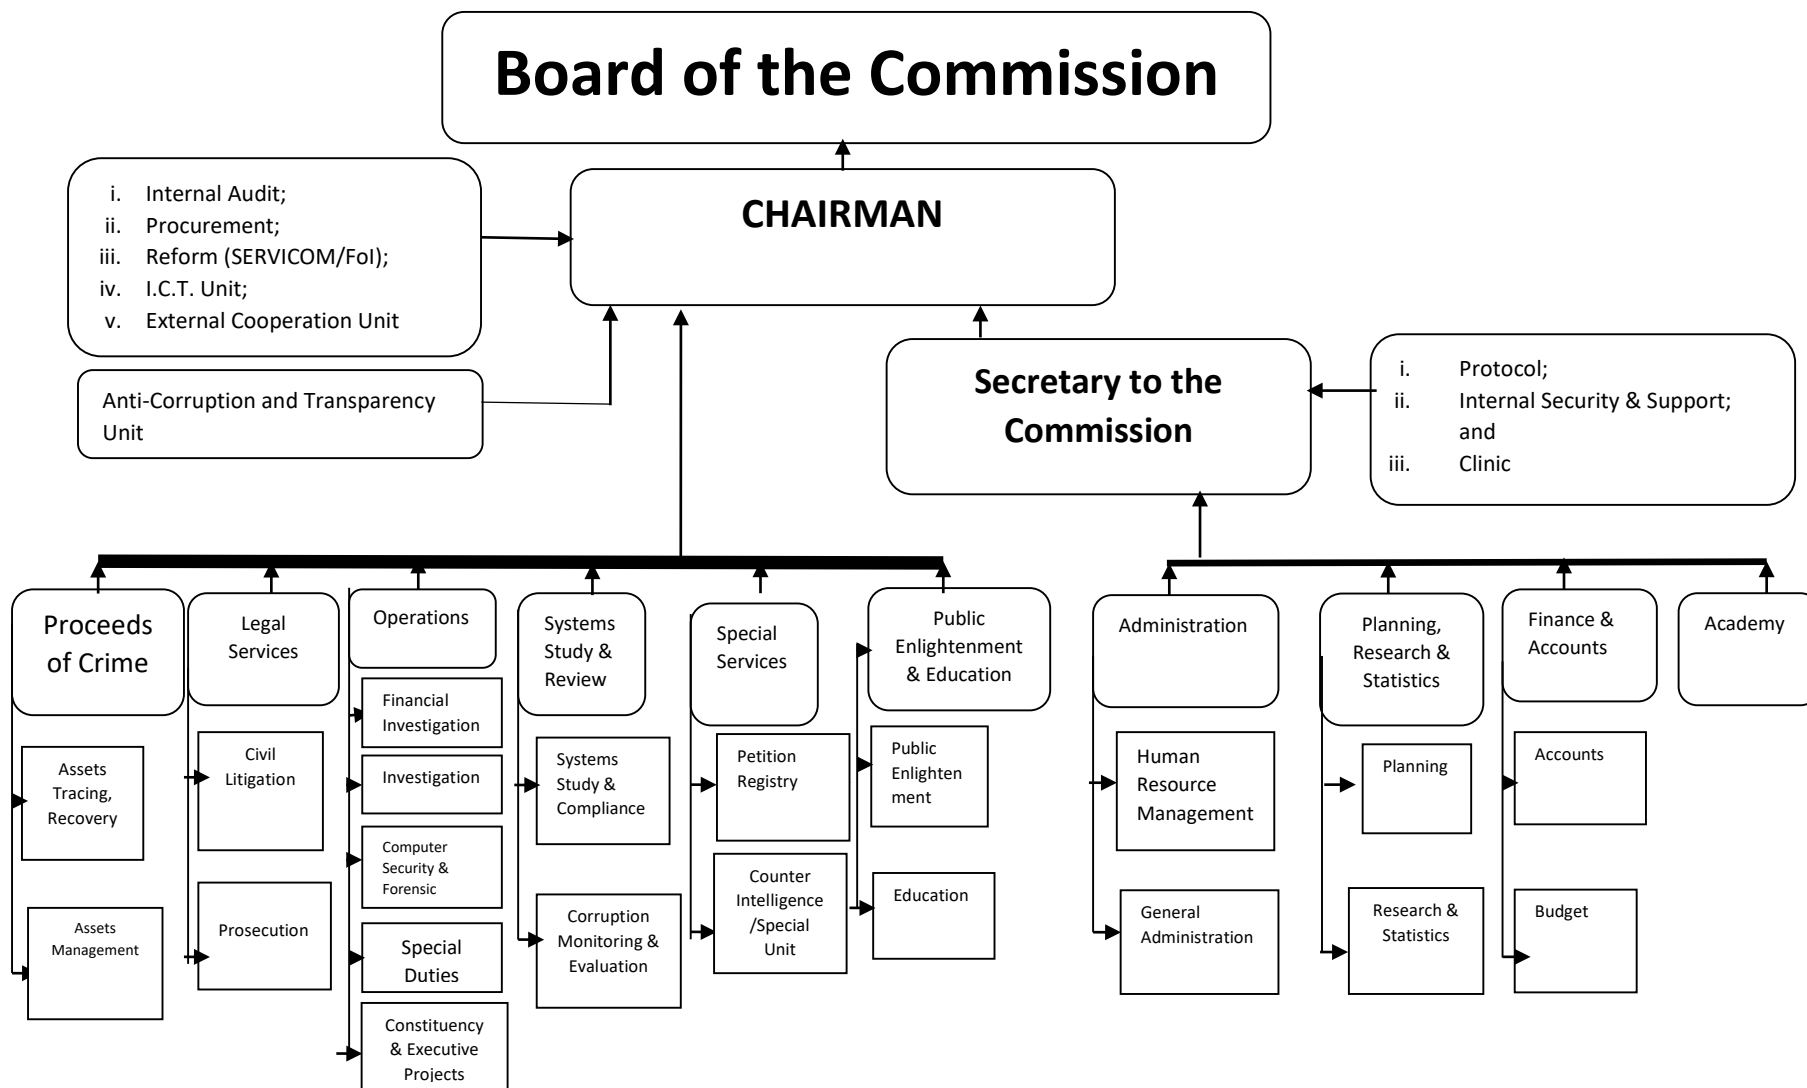 Board of the Commission
i. Internal Audit;
ii. Procurement;
iii. Reform (SERVICOM/FoI);
iv. I.C.T. Unit;
v. External Cooperation Unit
CHAIRMAN
Anti-Corruption and Transparency
Unit
Secretary to the
Commission
i. Protocol;
ii. Internal Security & Support;
and
iii. Clinic
Proceeds
of Crime
Legal
Services
Operations
Systems
Study &
Review
Special
Services
Public
Enlightenment
& Education
Administration
Planning,
Research &
Statistics
Finance &
Accounts
Academy
Assets
Tracing,
Recovery
Assets
Management
Civil
Litigation
Prosecution
Financial
Investigation
Investigation
Computer
Security &
Forensic
Special
Duties
Constituency
& Executive
Projects
Systems
Study &
Compliance
Corruption
Monitoring &
Evaluation
Petition
Registry
Counter
Intelligence
/Special
Unit
Public
Enlighten
ment
Education
Human
Resource
Management
General
Administration
Planning
Research &
Statistics
Accounts
Budget